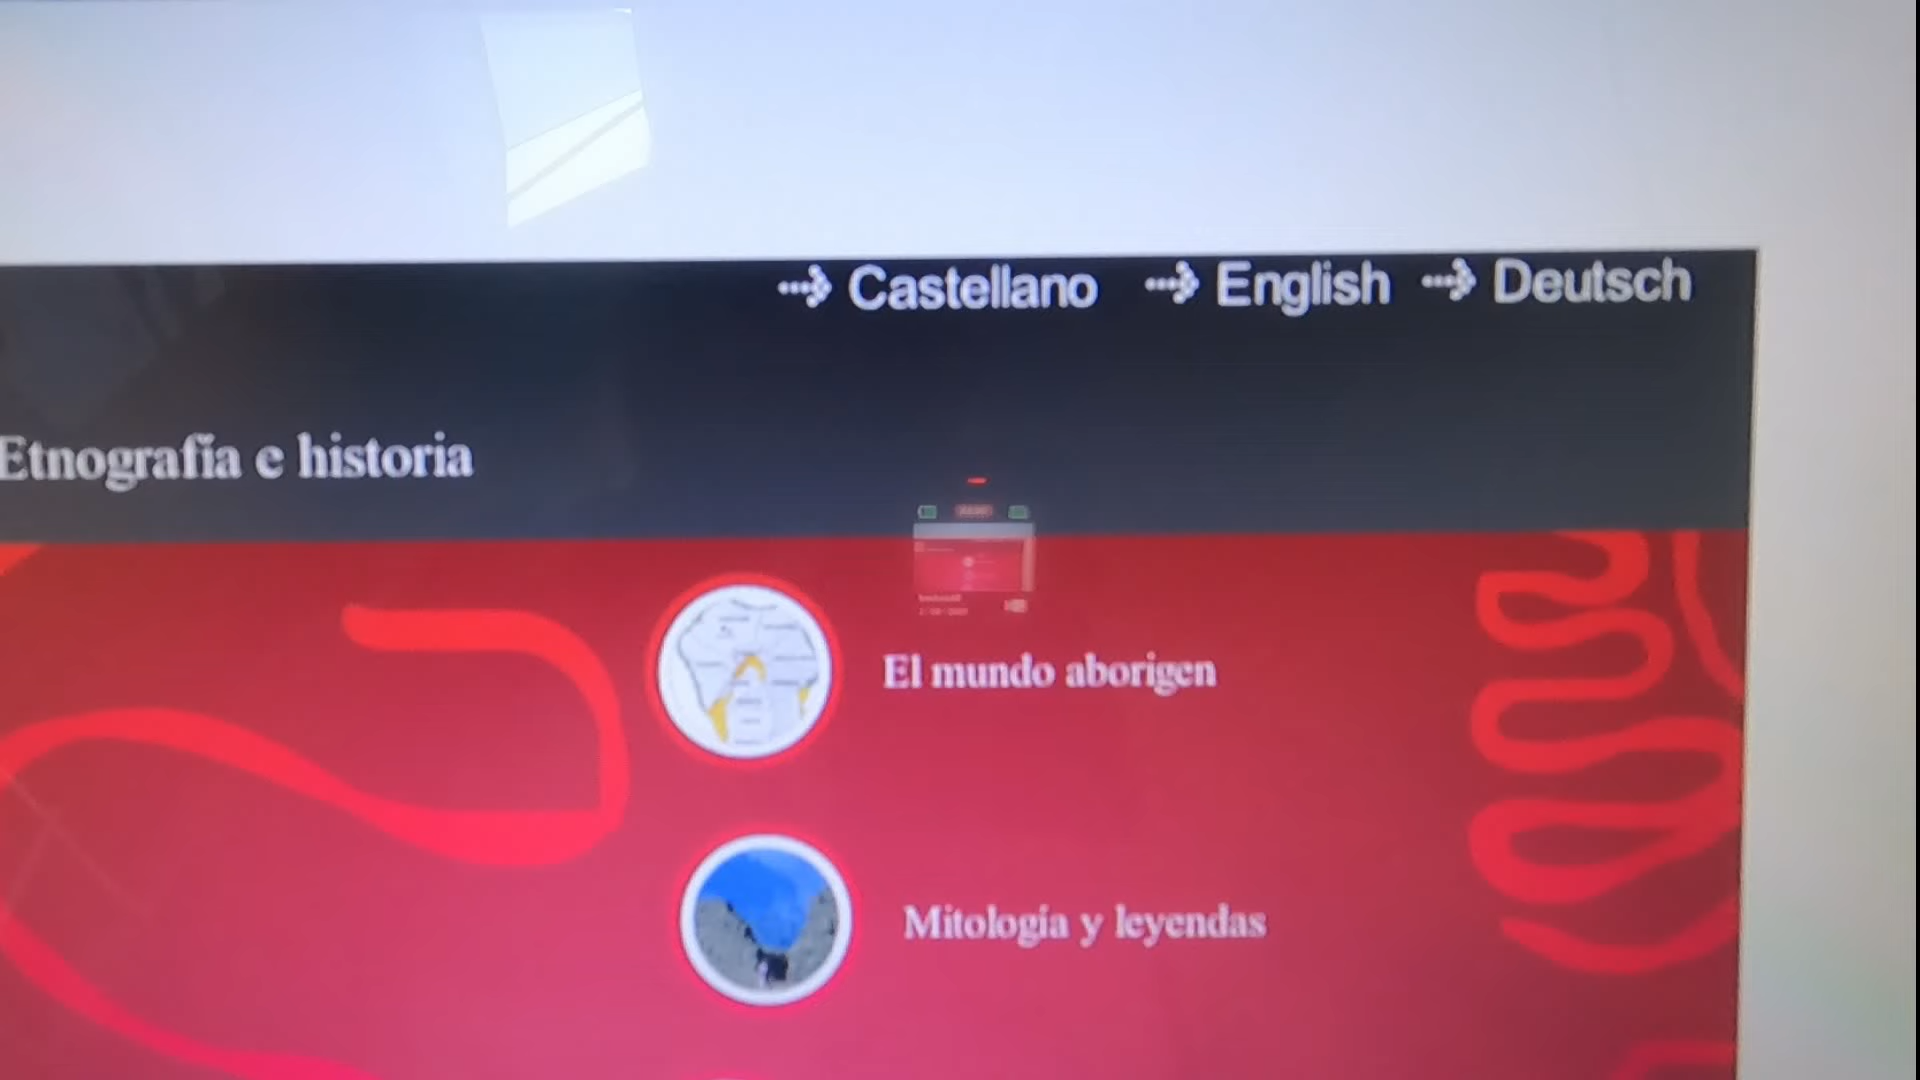 Castellano English Deutsch
Etnografía e historia
El mundo aborigen
Mitología y leyendas